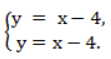 y = x – 4,
y = x – 4.